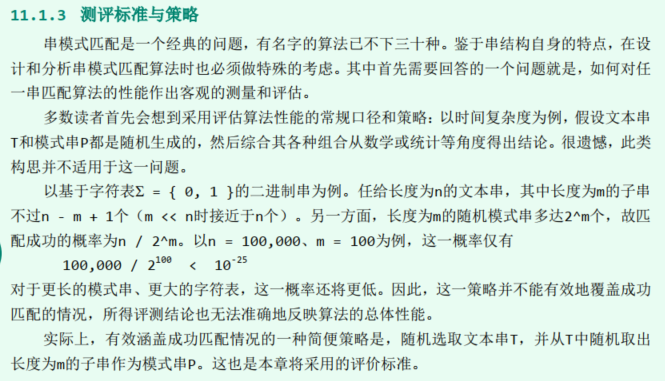 11.1.3 测评标准与策略
串模式匹配是一个经典的问题，有名字的算法已不下三十种。鉴于串结构自身的特点，在设
计和分析串模式匹配算法时也必须做特殊的考虑。其中首先需要回答的一个问题就是，如何对任
一串匹配算法的性能作出客观的测量和评估。
多数读者首先会想到采用评估算法性能的常规口径和策略：以时间复杂度为例，假设文本串
T和模式串P都是随机生成的，然后综合其各种组合从数学或统计等角度得出结论。很遗憾，此类
构思并不适用于这一问题。
以基于字符表Σ = { 0, 1 }的二进制串为例。任给长度为n的文本串，其中长度为m的子串
不过n - m + 1个（m << n时接近于n个）。另一方面，长度为m的随机模式串多达2^m个，故匹
配成功的概率为n / 2^m。以n = 100,000、m = 100为例，这一概率仅有
100,000 / 2¹⁰⁰ < 10⁻²⁵
对于更长的模式串、更大的字符表，这一概率还将更低。因此，这一策略并不能有效地覆盖成功
匹配的情况，所得评测结论也无法准确地反映算法的总体性能。
实际上，有效涵盖成功匹配情况的一种简便策略是，随机选取文本串T，并从T中随机取出
长度为m的子串作为模式串P。这也是本章将采用的评价标准。